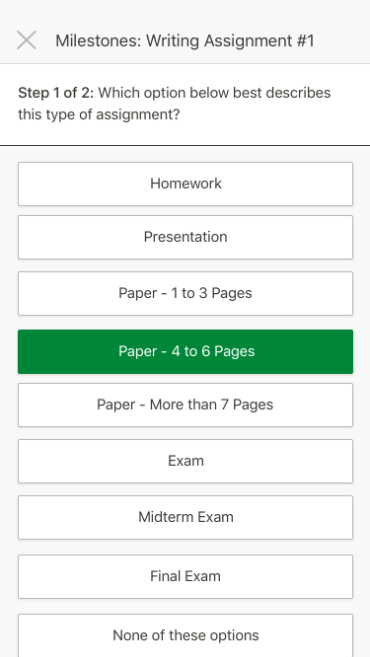 Milestones: Writing Assignment #1
Step 1 of 2: Which option below best describes
this type of assignment?
Homework
Presentation
Paper - 1 to 3 Pages
Paper - 4 to 6 Pages
Paper - More than 7 Pages
Exam
Midterm Exam
Final Exam
None of these options